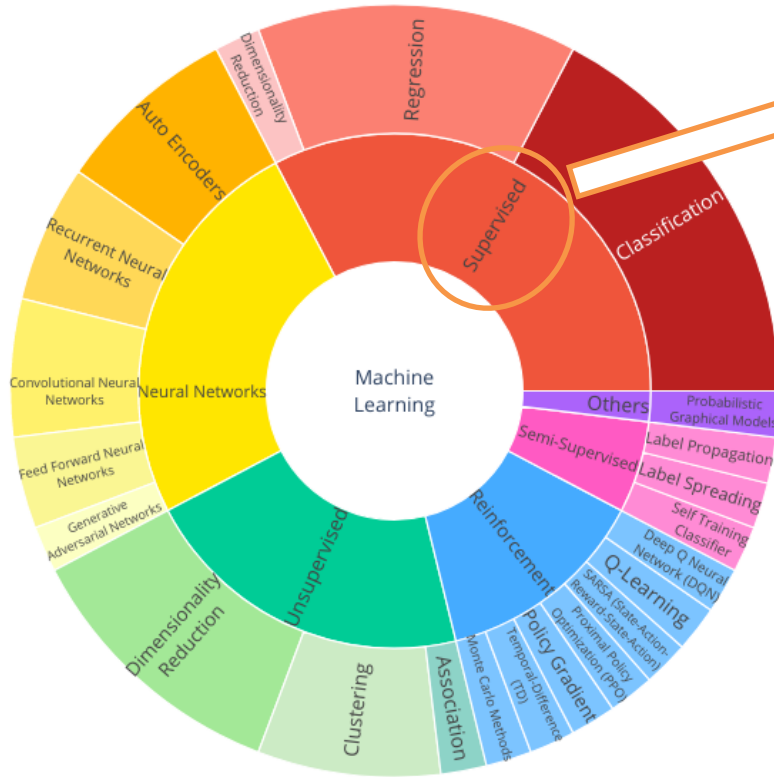 Machine
Learning
Supervised
Classification
Regression
Dimensionality
Reduction
Neural Networks
Auto Encoders
Recurrent Neural
Networks
Convolutional Neural
Networks
Feed Forward Neural
Networks
Generative
Adversarial Networks
Unsupervised
Dimensionality
Reduction
Clustering
Association
Reinforcement
Monte Carlo Methods
Temporal-Difference
(TD)
Policy Gradient
Proximal Policy
Optimization (PPO)
SARSA (State-Action-
Reward-State-Action)
Q-Learning
Deep Q Neural
Network (DQN)
Semi-Supervised
Self Training
Classifier
Label Spreading
Label Propagation
Others
Probabilistic
Graphical Models